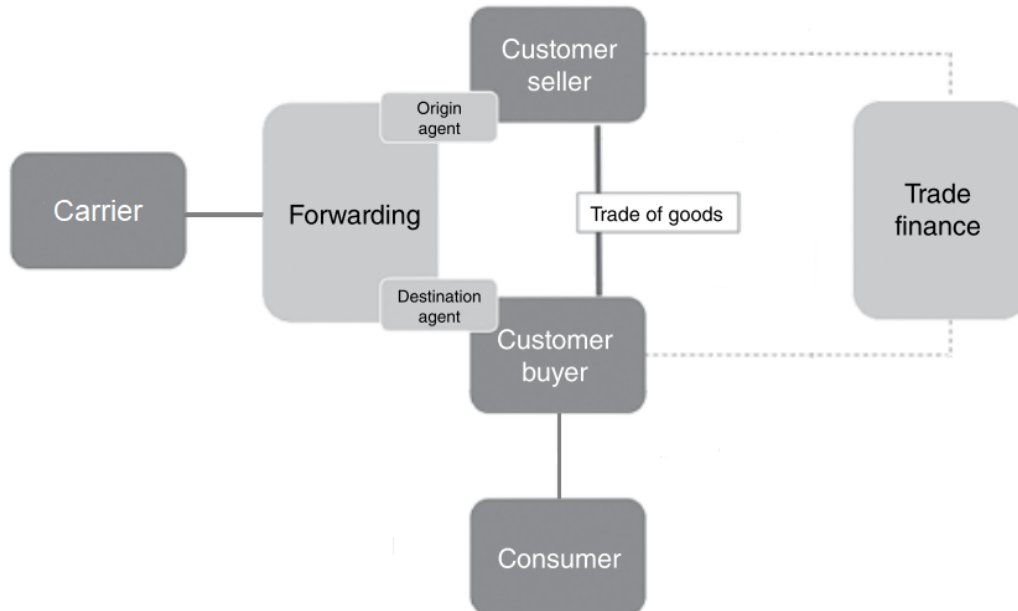 Customer
seller
Origin
agent
Carrier
Forwarding
Trade of goods
Trade
finance
Destination
agent
Customer
buyer
Consumer